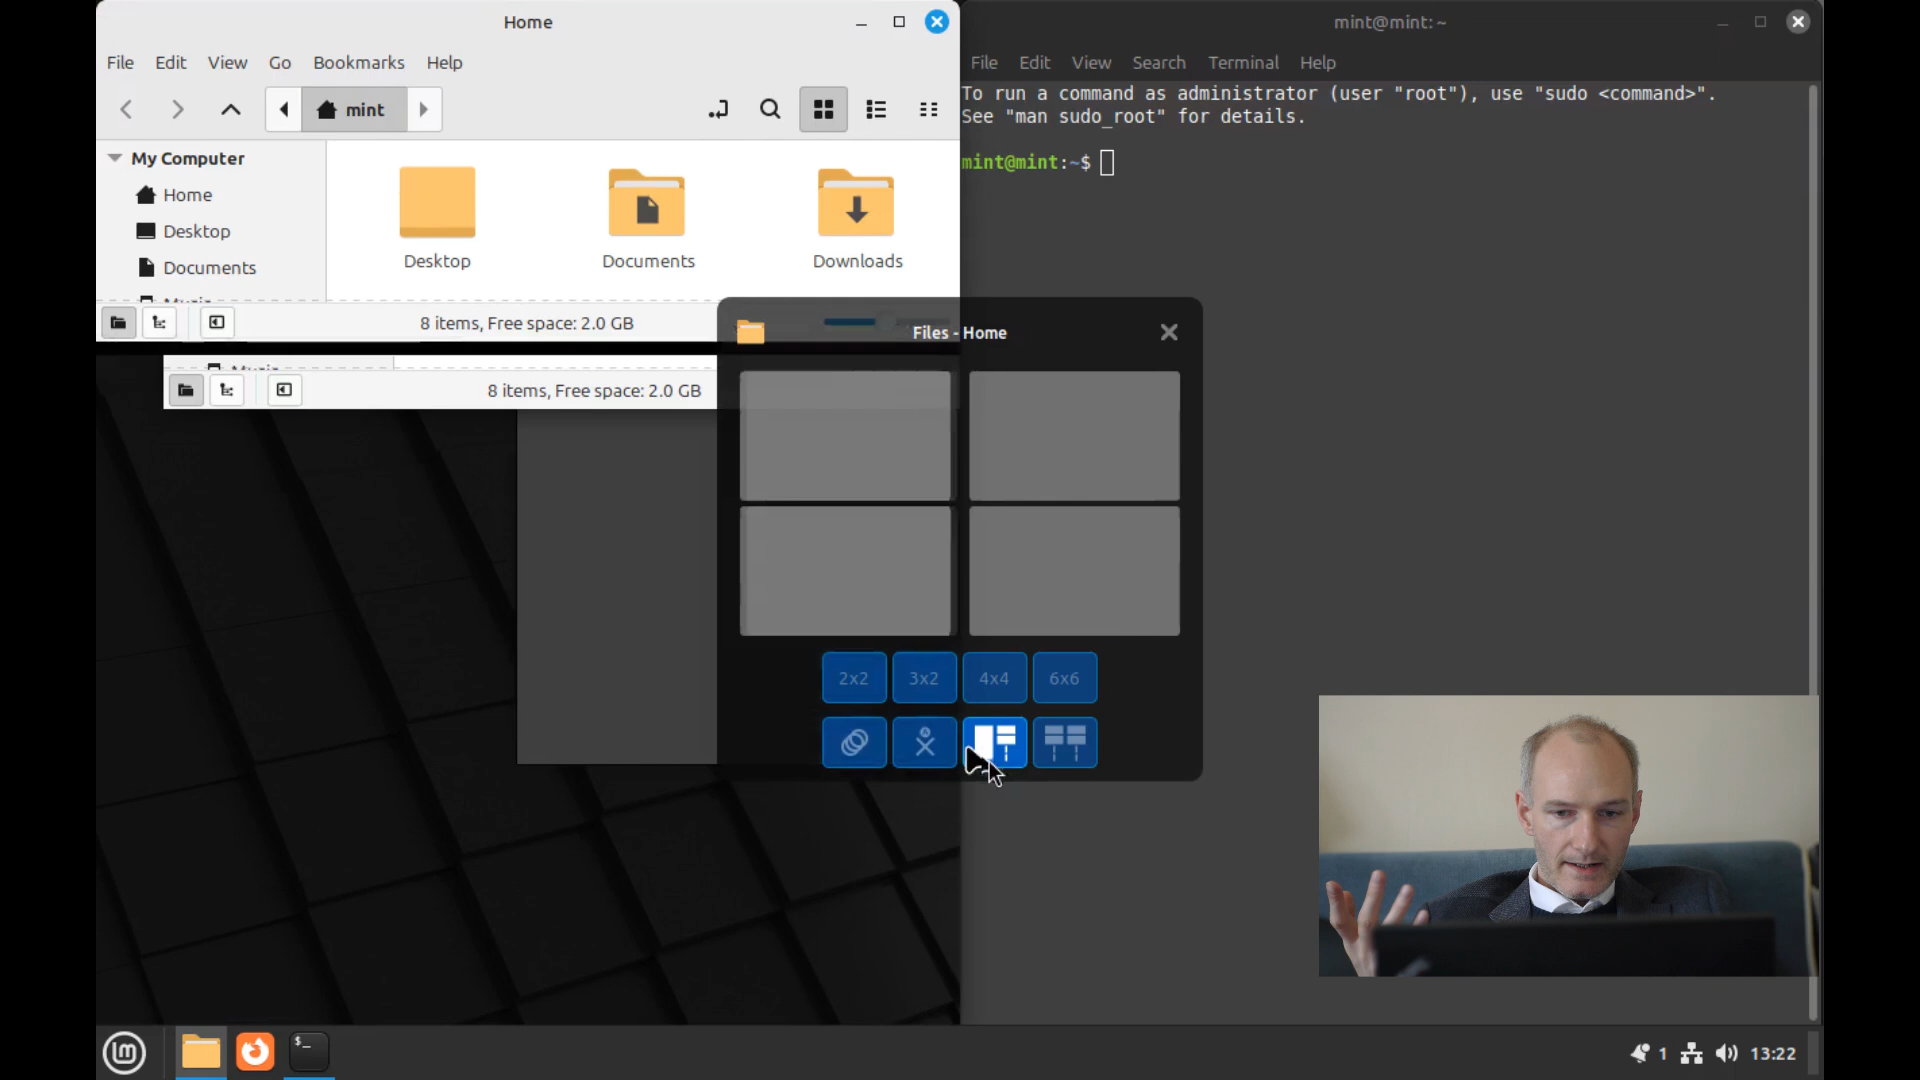 Home
File Edit View Go Bookmarks Help
mint
My Computer
Home
Desktop
Documents
Music
Desktop
Documents
Downloads
8 items, Free space: 2.0 GB
Music
8 items, Free space: 2.0 GB
mint@mint: ~
File Edit View Search Terminal Help
To run a command as administrator (user "root"), use "sudo <command>".
See "man sudo_root" for details.
mint@mint:~$
Files - Home
2x2 3x2 4x4 6x6
$_
1 13:22